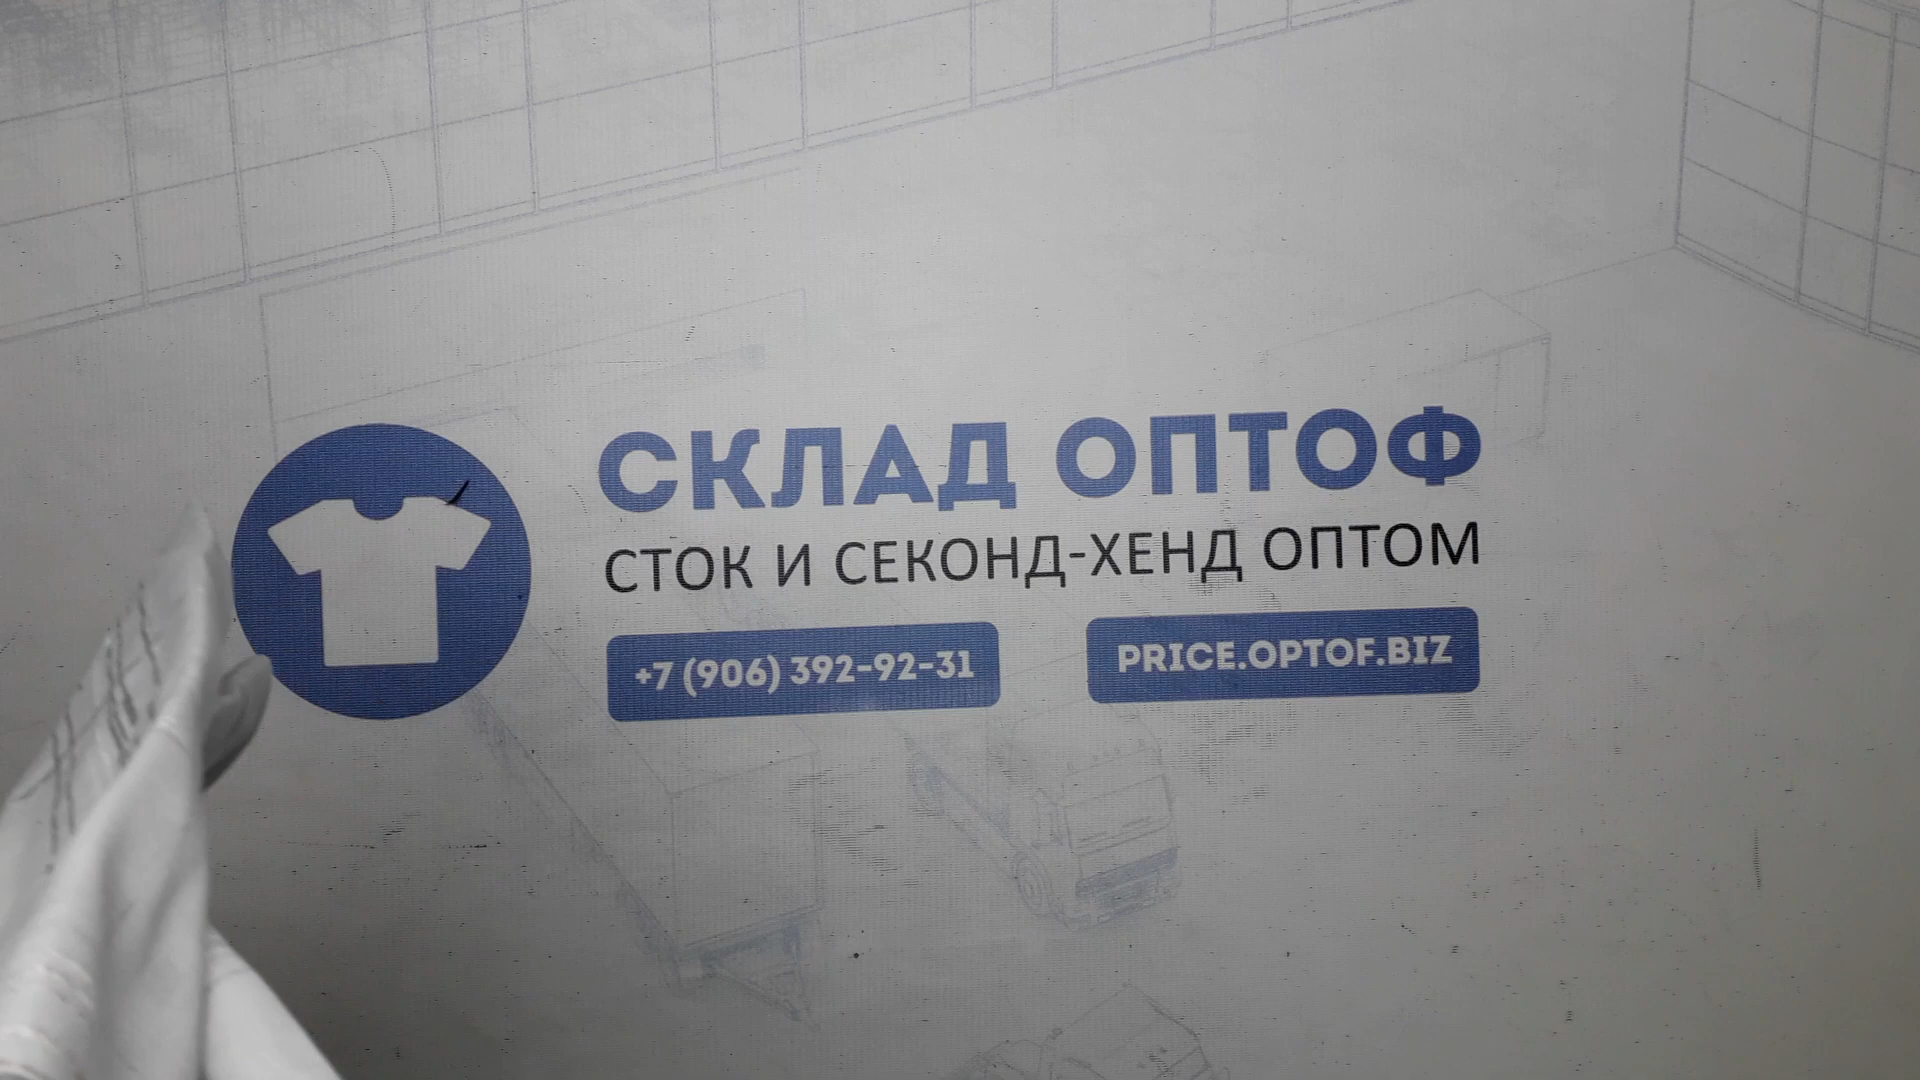 СКЛАД ОПТОФ
СТОК И СЕКОНД-ХЕНД ОПТОМ
+7 (906) 392-92-31
PRICE.OPTOF.BIZ